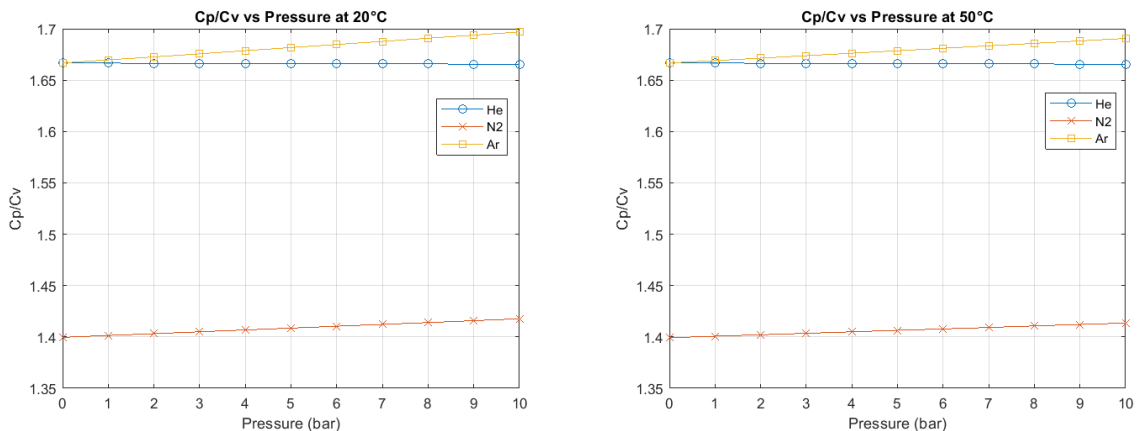 Cp/Cv vs Pressure at 20°C
1.7
1.65
1.6
1.55
1.5
1.45
1.4
1.35
Cp/Cv
He
N2
Ar
0 1 2 3 4 5 6 7 8 9 10
Pressure (bar)
Cp/Cv vs Pressure at 50°C
1.7
1.65
1.6
1.55
1.5
1.45
1.4
1.35
Cp/Cv
He
N2
Ar
0 1 2 3 4 5 6 7 8 9 10
Pressure (bar)